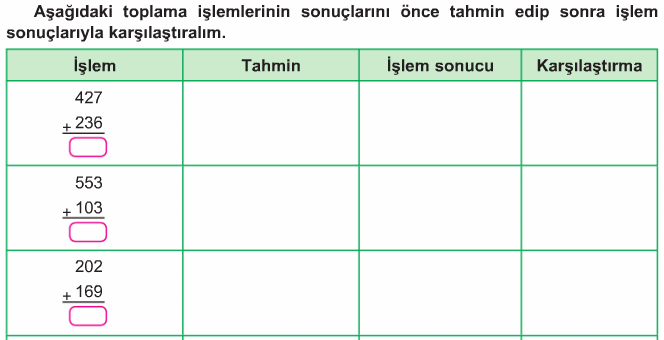 Aşağıdaki toplama işlemlerinin sonuçlarını önce tahmin edip sonra işlem
sonuçlarıyla karşılaştıralım.
İşlem Tahmin İşlem sonucu Karşılaştırma
427
+ 236
553
+ 103
202
+ 169